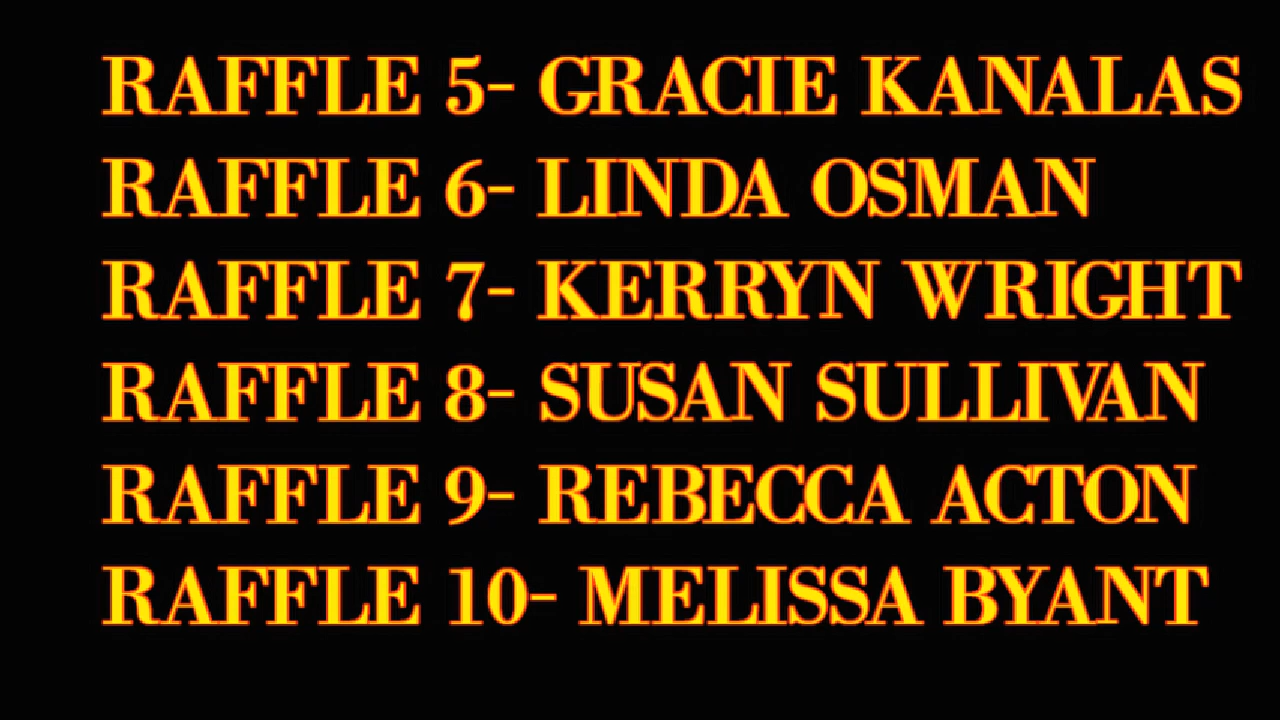 RAFFLE 5- GRACIE KANALAS
RAFFLE 6- LINDA OSMAN
RAFFLE 7- KERRYN WRIGHT
RAFFLE 8- SUSAN SULLIVAN
RAFFLE 9- REBECCA ACTON
RAFFLE 10- MELISSA BYANT